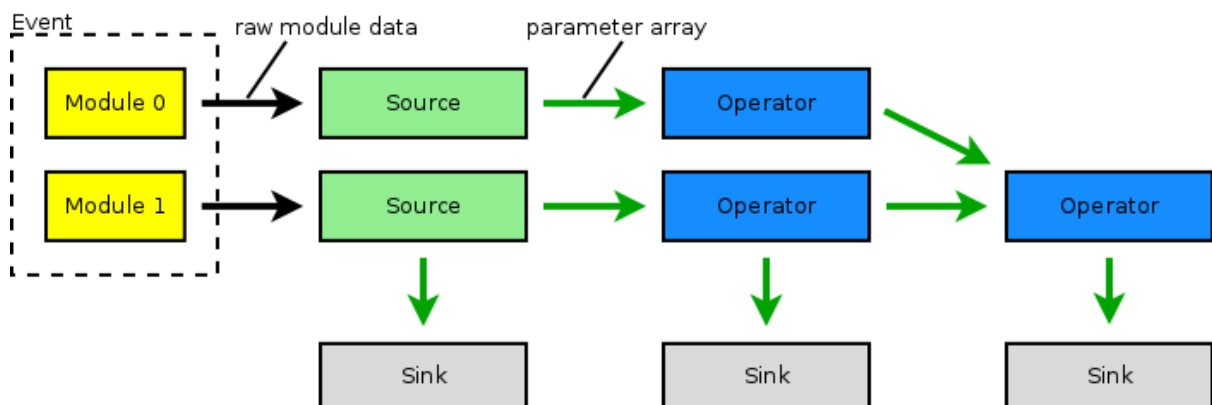 Event
raw module data
parameter array
Module 0
Source
Operator
Module 1
Source
Operator
Operator
Sink
Sink
Sink